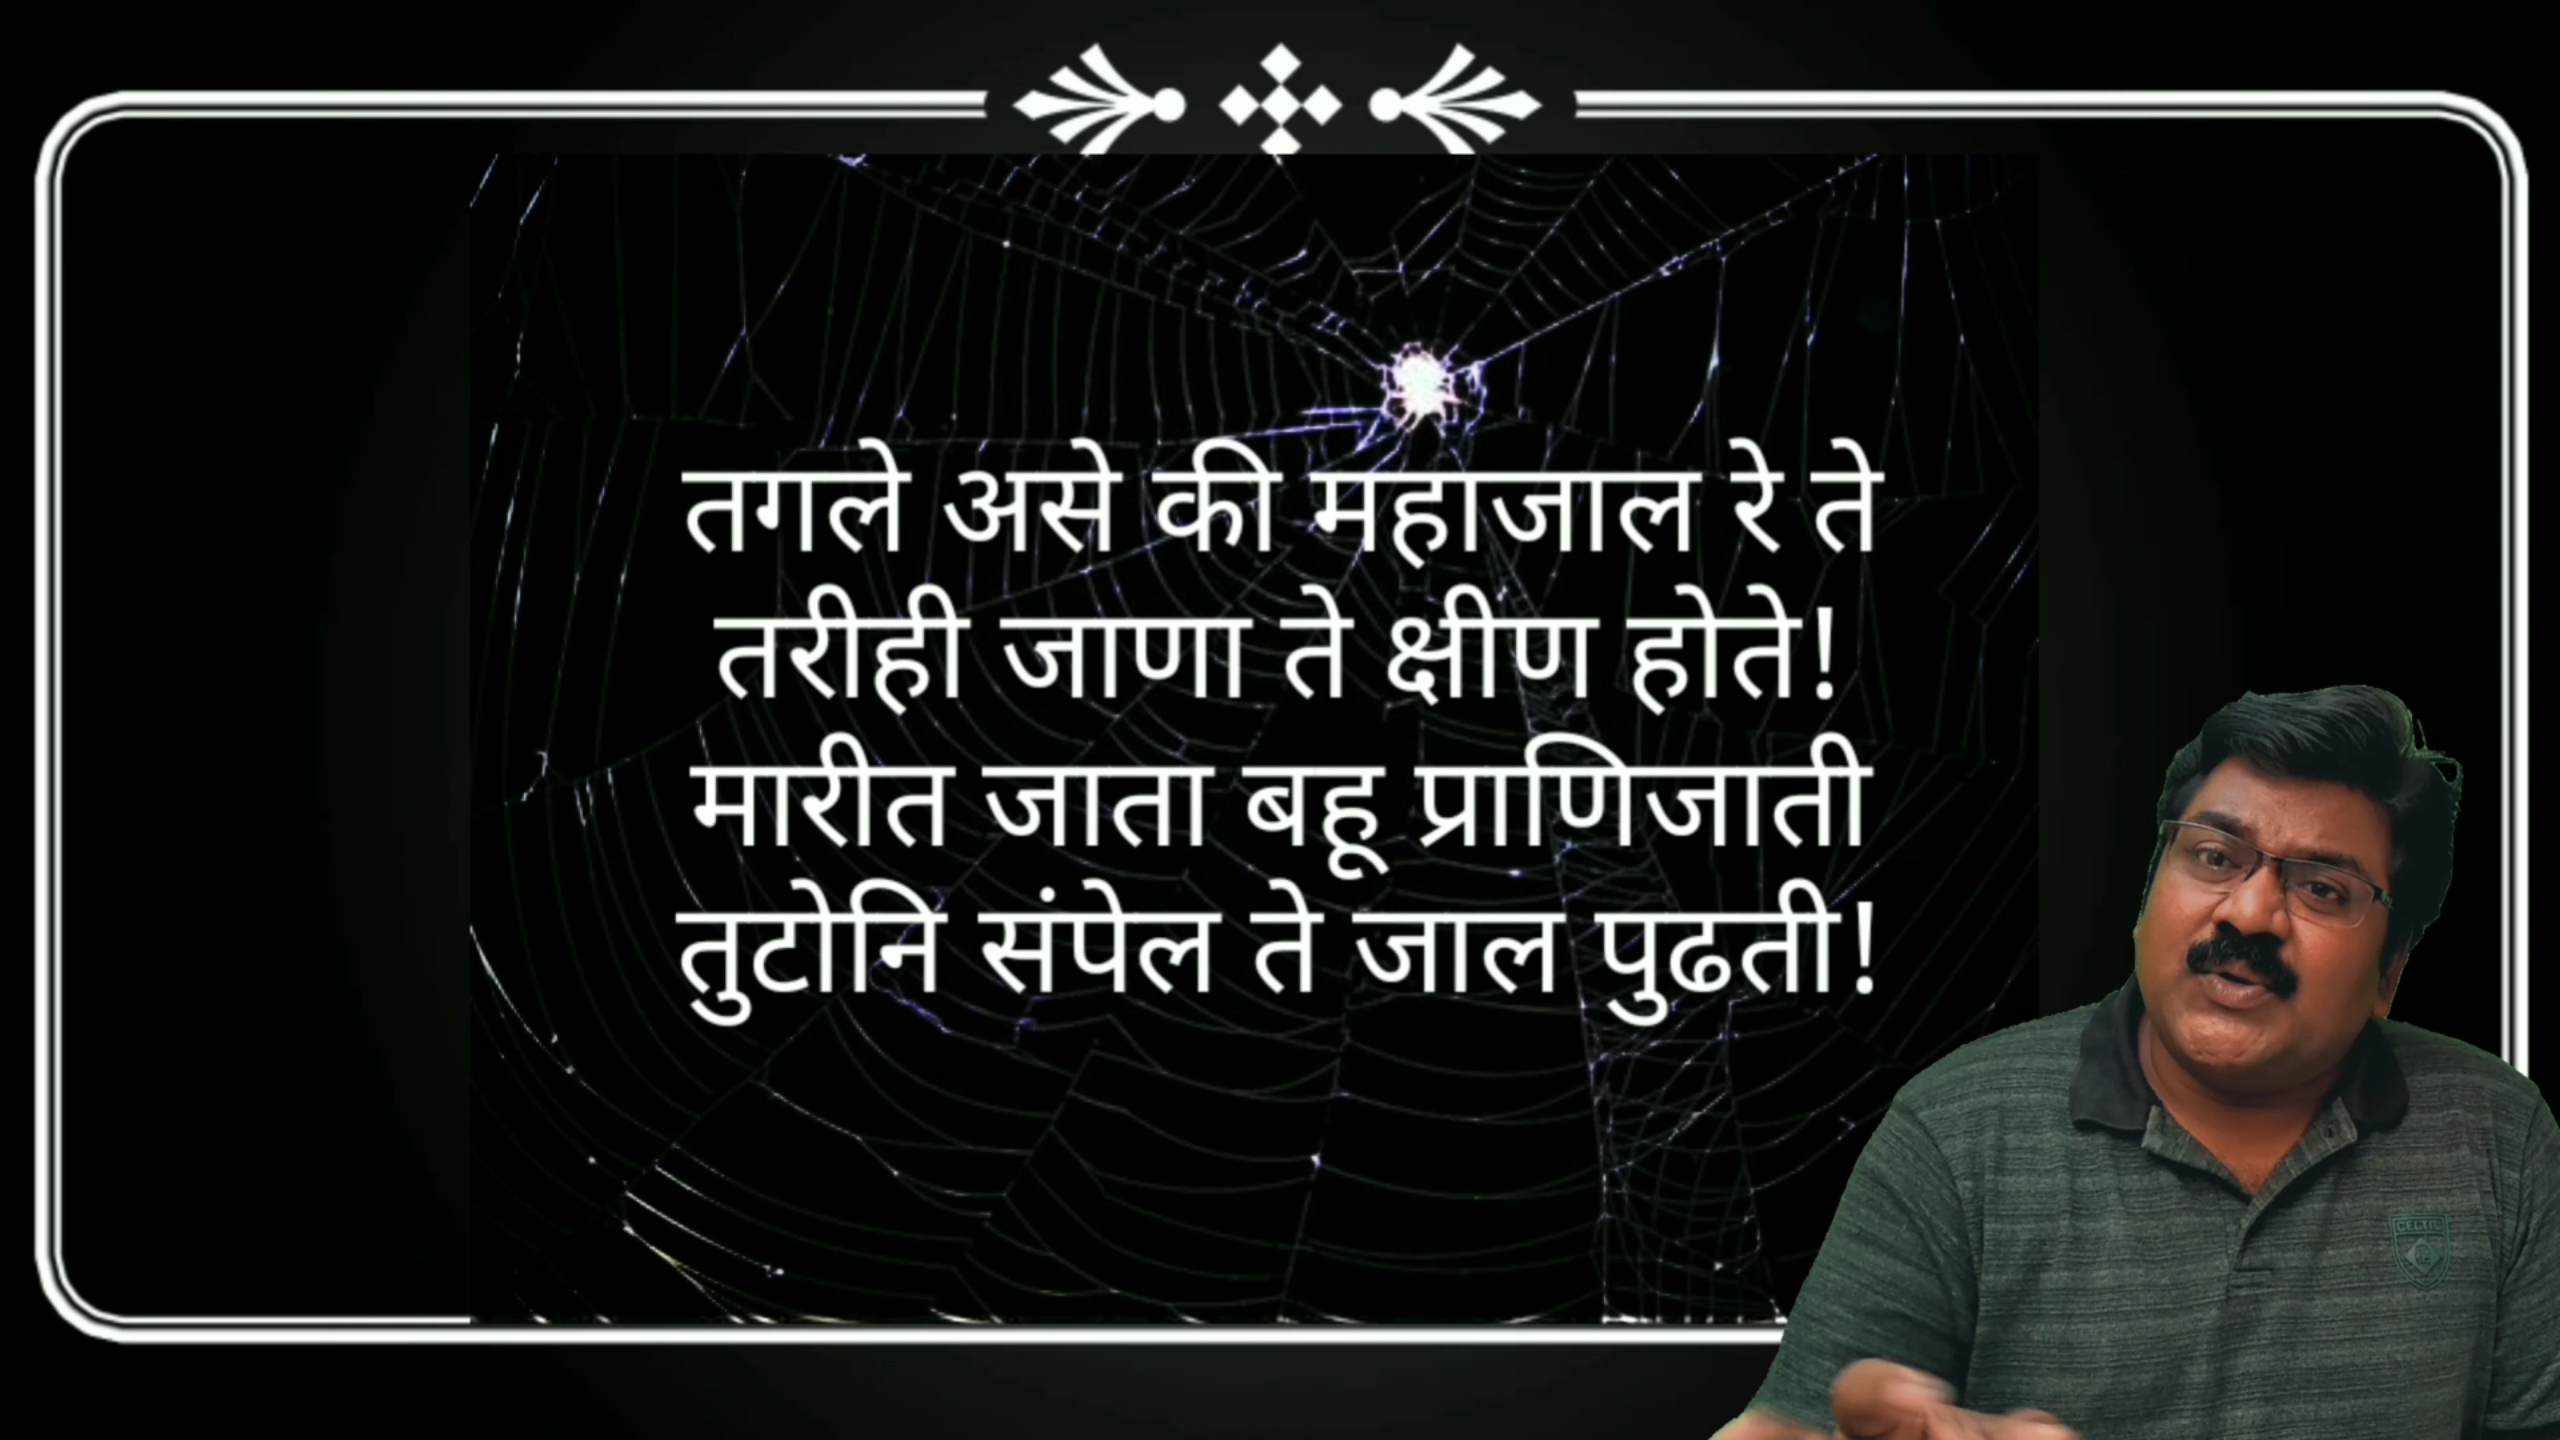 तगले असे की महाजाल रे ते
तरीही जाणा ते क्षीण होते!
मारीत जाता बहू प्राणिजाती
तुटोनि संपेल ते जाल पुढती!